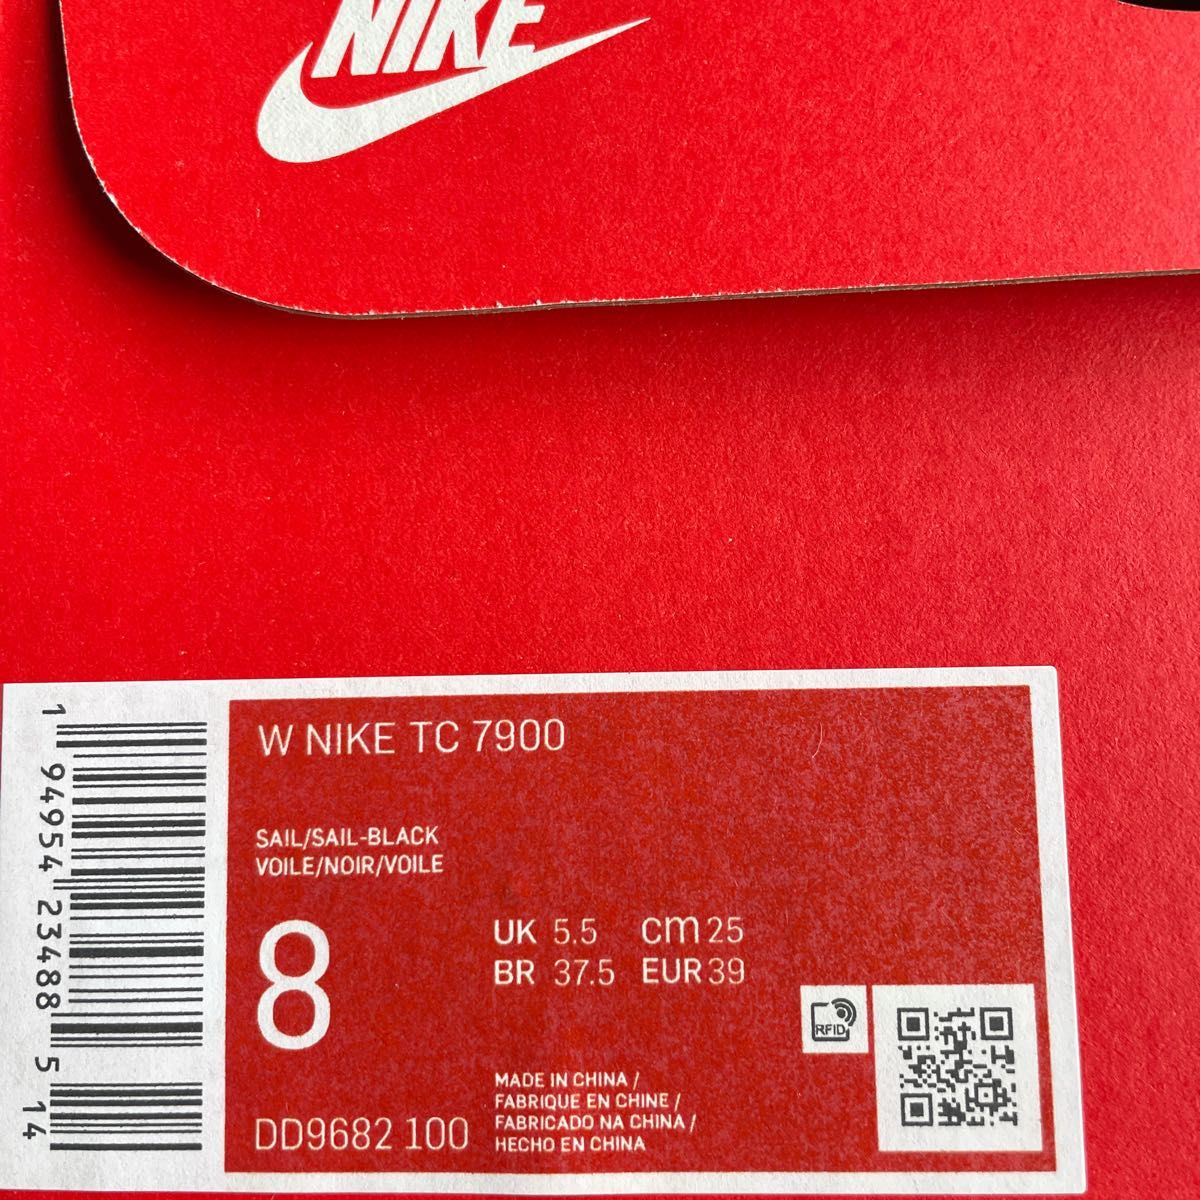 NIKE
W NIKE TC 7900
SAIL/SAIL-BLACK
VOILE/NOIR/VOILE
8
UK 5.5 cm 25
BR 37.5 EUR 39
RFID
DD9682 100
MADE IN CHINA /
FABRIQUE EN CHINE /
FABRICADO NA CHINA /
HECHO EN CHINA
1 94954 23488 5 14